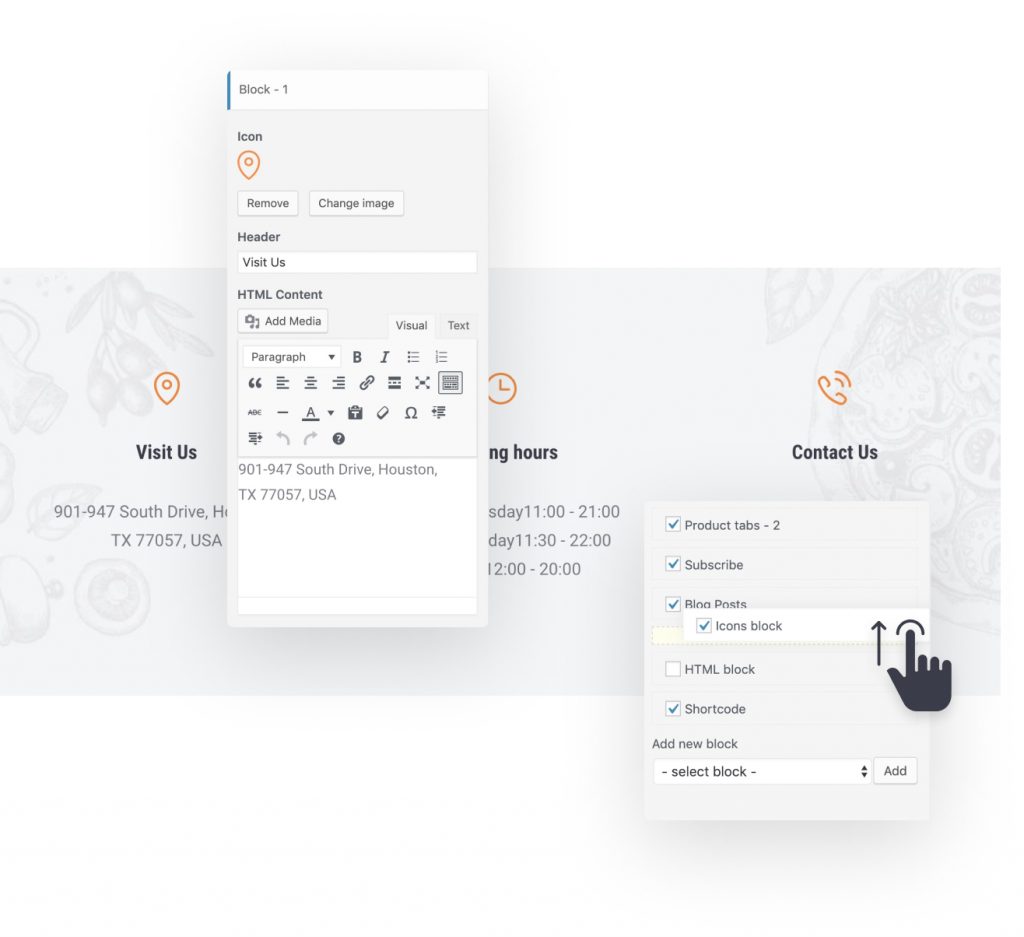 Block - 1
Icon
Remove
Change image
Header
Visit Us
HTML Content
Add Media
Visual
Text
Paragraph
B
I
ABC
A
Ω
901-947 South Drive, Houston,
TX 77057, USA
Visit Us
901-947 South Drive,
TX 77057, USA
ng hours
sday11:00 - 21:00
day11:30 - 22:00
12:00 - 20:00
Contact Us
Product tabs - 2
Subscribe
Blog Posts
Icons block
HTML block
Shortcode
Add new block
- select block -
Add